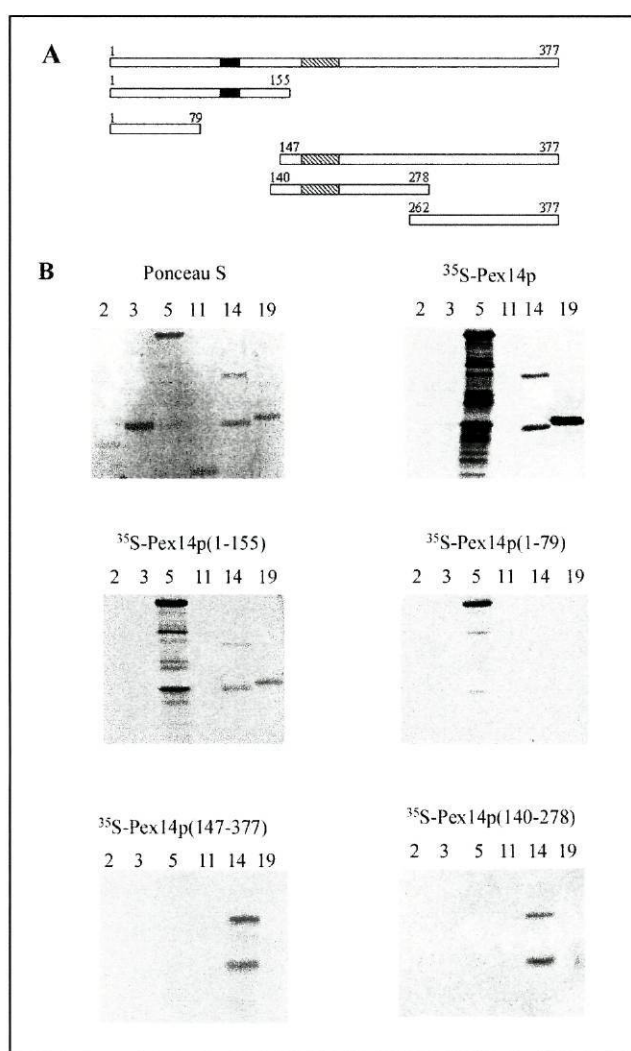 A
1 377
1 155
1 79
147 377
140 278
262 377
B
Ponceau S
2 3 5 11 14 19
³⁵S-Pex14p
2 3 5 11 14 19
³⁵S-Pex14p(1-155)
2 3 5 11 14 19
³⁵S-Pex14p(1-79)
2 3 5 11 14 19
³⁵S-Pex14p(147-377)
2 3 5 11 14 19
³⁵S-Pex14p(140-278)
2 3 5 11 14 19